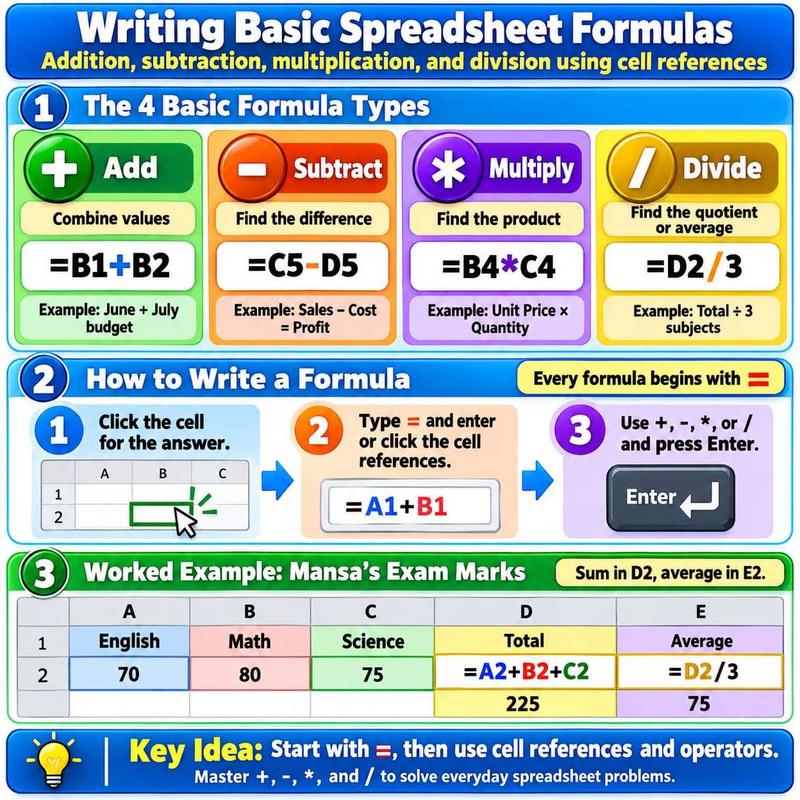 Writing Basic Spreadsheet Formulas
Addition, subtraction, multiplication, and division using cell references
1 The 4 Basic Formula Types
+ Add
Combine values
=B1+B2
Example: June + July
budget
- Subtract
Find the difference
=C5-D5
Example: Sales – Cost
= Profit
* Multiply
Find the product
=B4*C4
Example: Unit Price ×
Quantity
/ Divide
Find the quotient
or average
=D2/3
Example: Total ÷ 3
subjects
2 How to Write a Formula
Every formula begins with =
1 Click the cell
for the answer.
A B C
1
2
2 Type = and enter
or click the cell
references.
=A1+B1
3 Use +, -, *, or /
and press Enter.
Enter
3 Worked Example: Mansa's Exam Marks
Sum in D2, average in E2.
A B C D E
1 English Math Science Total Average
2 70 80 75 =A2+B2+C2 =D2/3
225 75
Key Idea: Start with =, then use cell references and operators.
Master +, -, *, and / to solve everyday spreadsheet problems.